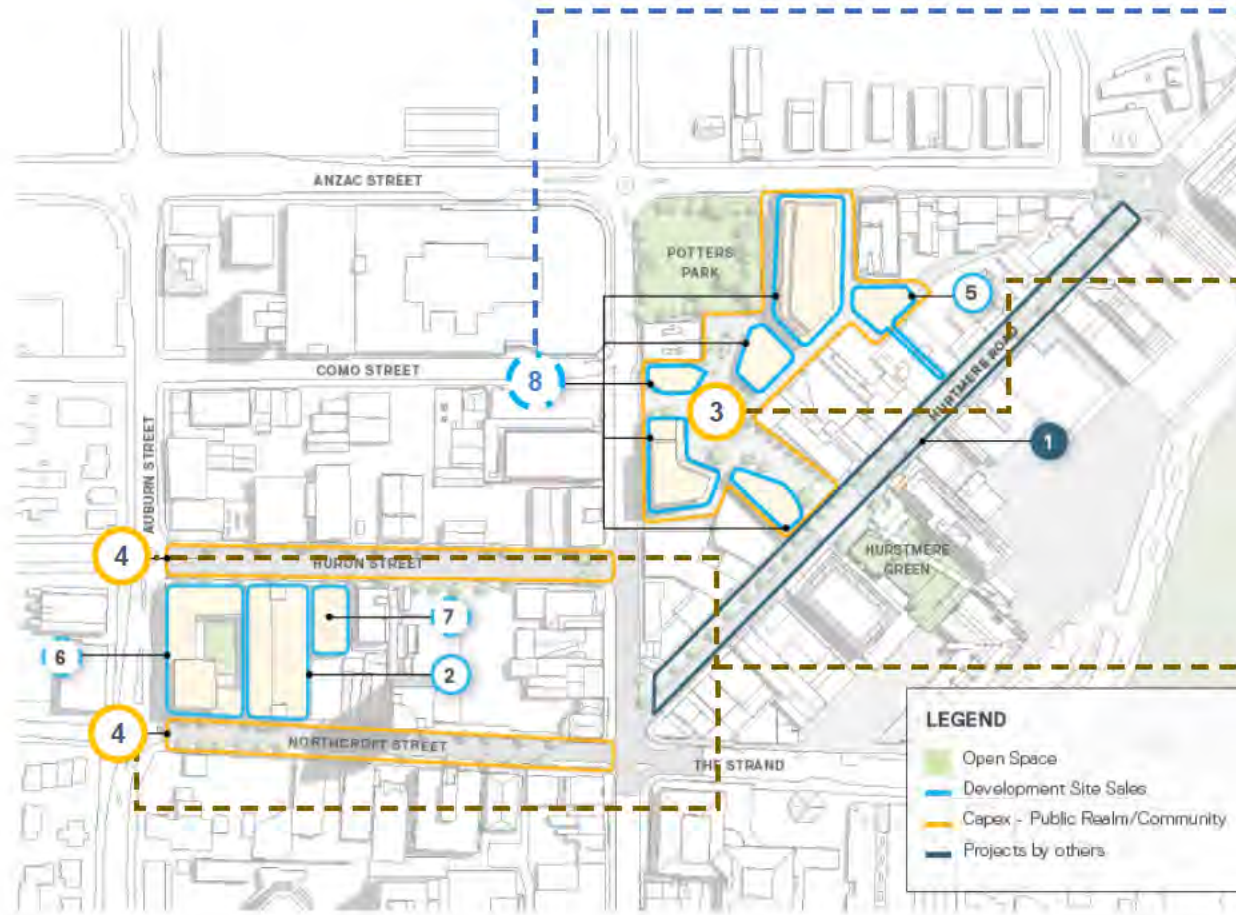 ANZAC STREET
POTTERS
PARK
5
COMO STREET
8
3
HURTMERE ROAD
1
AUBURN STREET
HURSTMERE
GREEN
4
HURON STREET
7
6
2
4
NORTHCROFT STREET
THE STRAND
LEGEND
Open Space
Development Site Sales
Capex - Public Realm/Community
Projects by others